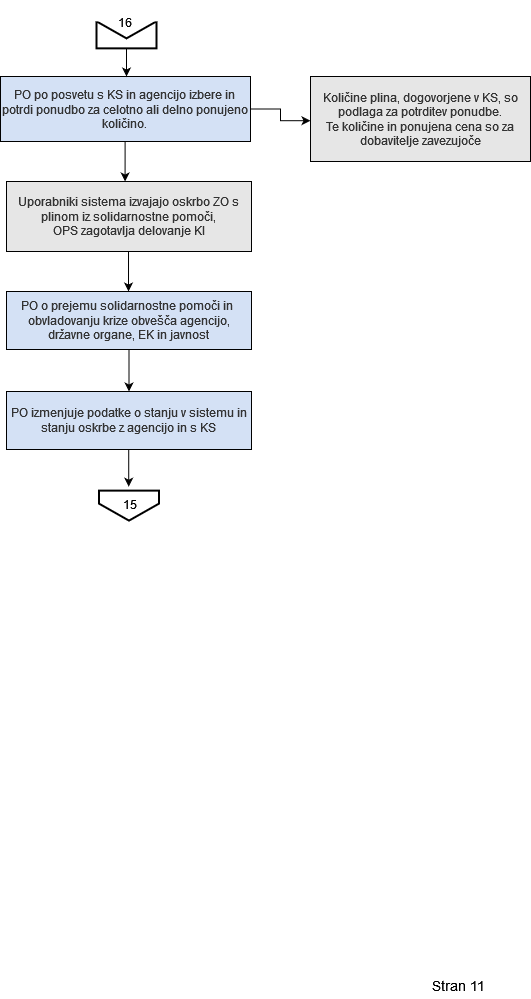 16
PO po posvetu s KS in agencijo izbere in
potrdi ponudbo za celotno ali delno ponujeno
količino.
Količine plina, dogovorjene v KS, so
podlaga za potrditev ponudbe.
Te količine in ponujena cena so za
dobavitelje zavezujoče
Uporabniki sistema izvajajo oskrbo ZO s
plinom iz solidarnostne pomoči,
OPS zagotavlja delovanje KI
PO o prejemu solidarnostne pomoči in
obvladovanju krize obvešča agencijo,
državne organe, EK in javnost
PO izmenjuje podatke o stanju v sistemu in
stanju oskrbe z agencijo in s KS
15
Stran 11